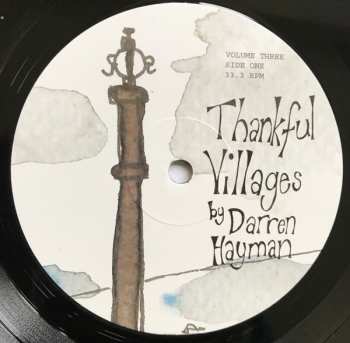 VOLUME THREE
SIDE ONE
33.3 RPM
Thankful
Villages
by Darren
Hayman